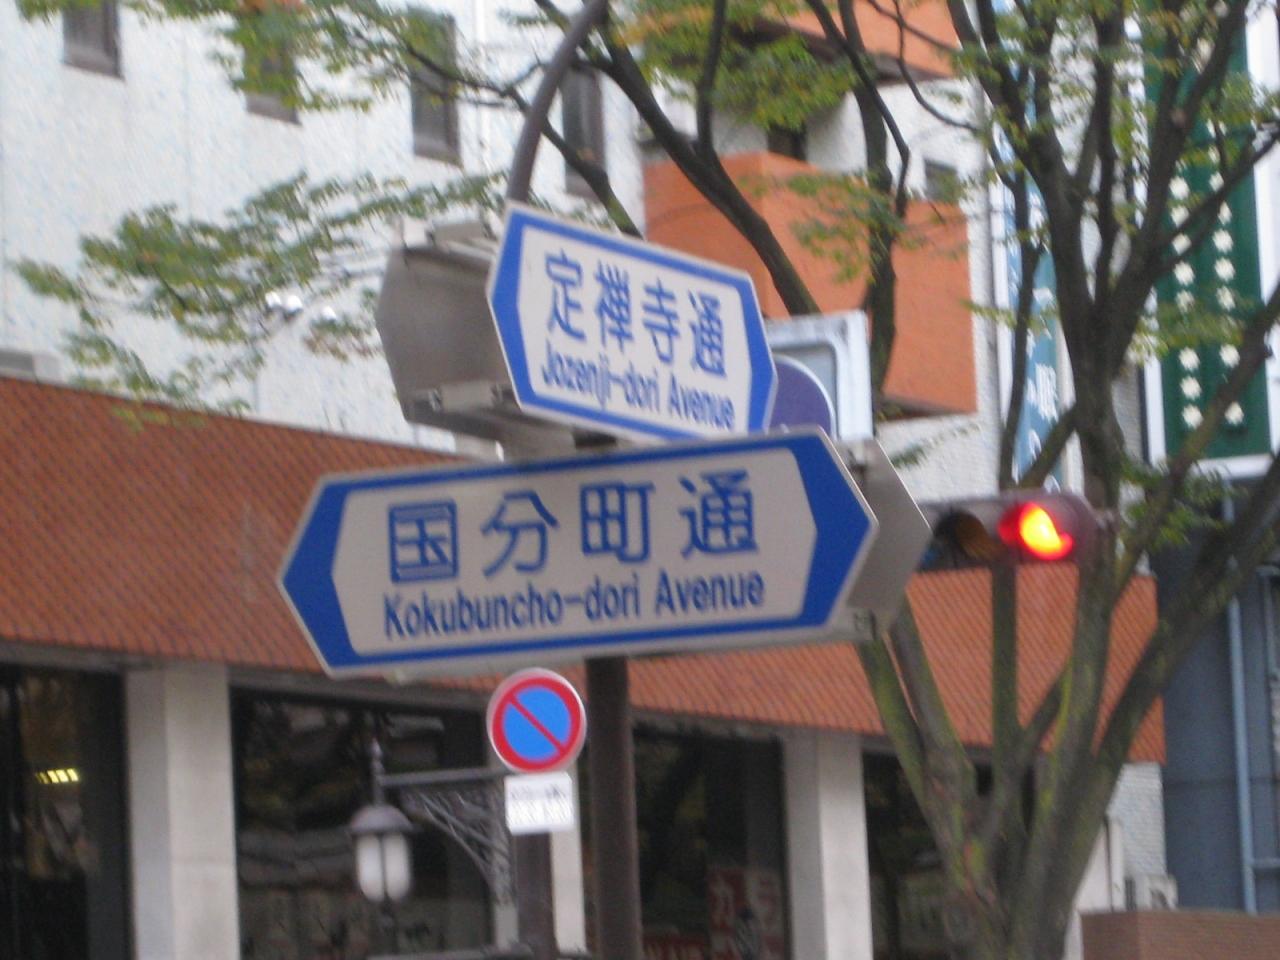 定禅寺通
Jozenji-dori Avenue
国分町通
Kokubuncho-dori Avenue